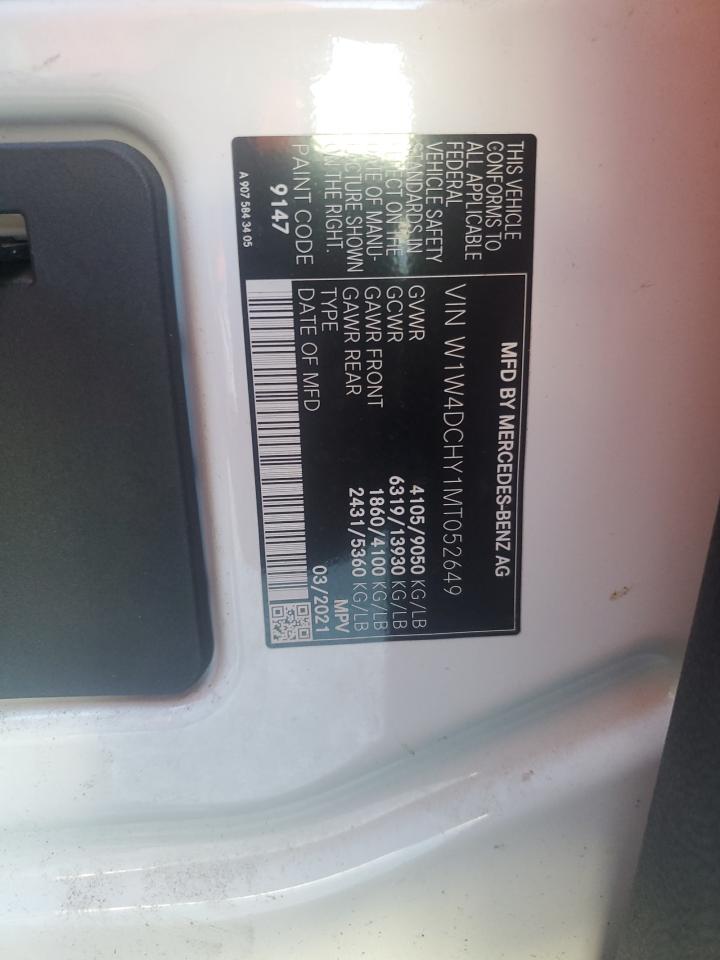 THIS VEHICLE
CONFORMS TO
ALL APPLICABLE
FEDERAL
VEHICLE SAFETY
STANDARDS IN
EFFECT ON THE
DATE OF MANU-
FACTURE SHOWN
ON THE RIGHT.
PAINT CODE
9147
A 907 584 34 05
MFD BY MERCEDES-BENZ AG
VIN W1W4DCHY1MT052649
GVWR 4105/9050 KG/LB
GCWR 6319/13930 KG/LB
GAWR FRONT 1860/4100 KG/LB
GAWR REAR 2431/5360 KG/LB
TYPE MPV
DATE OF MFD 03/2021